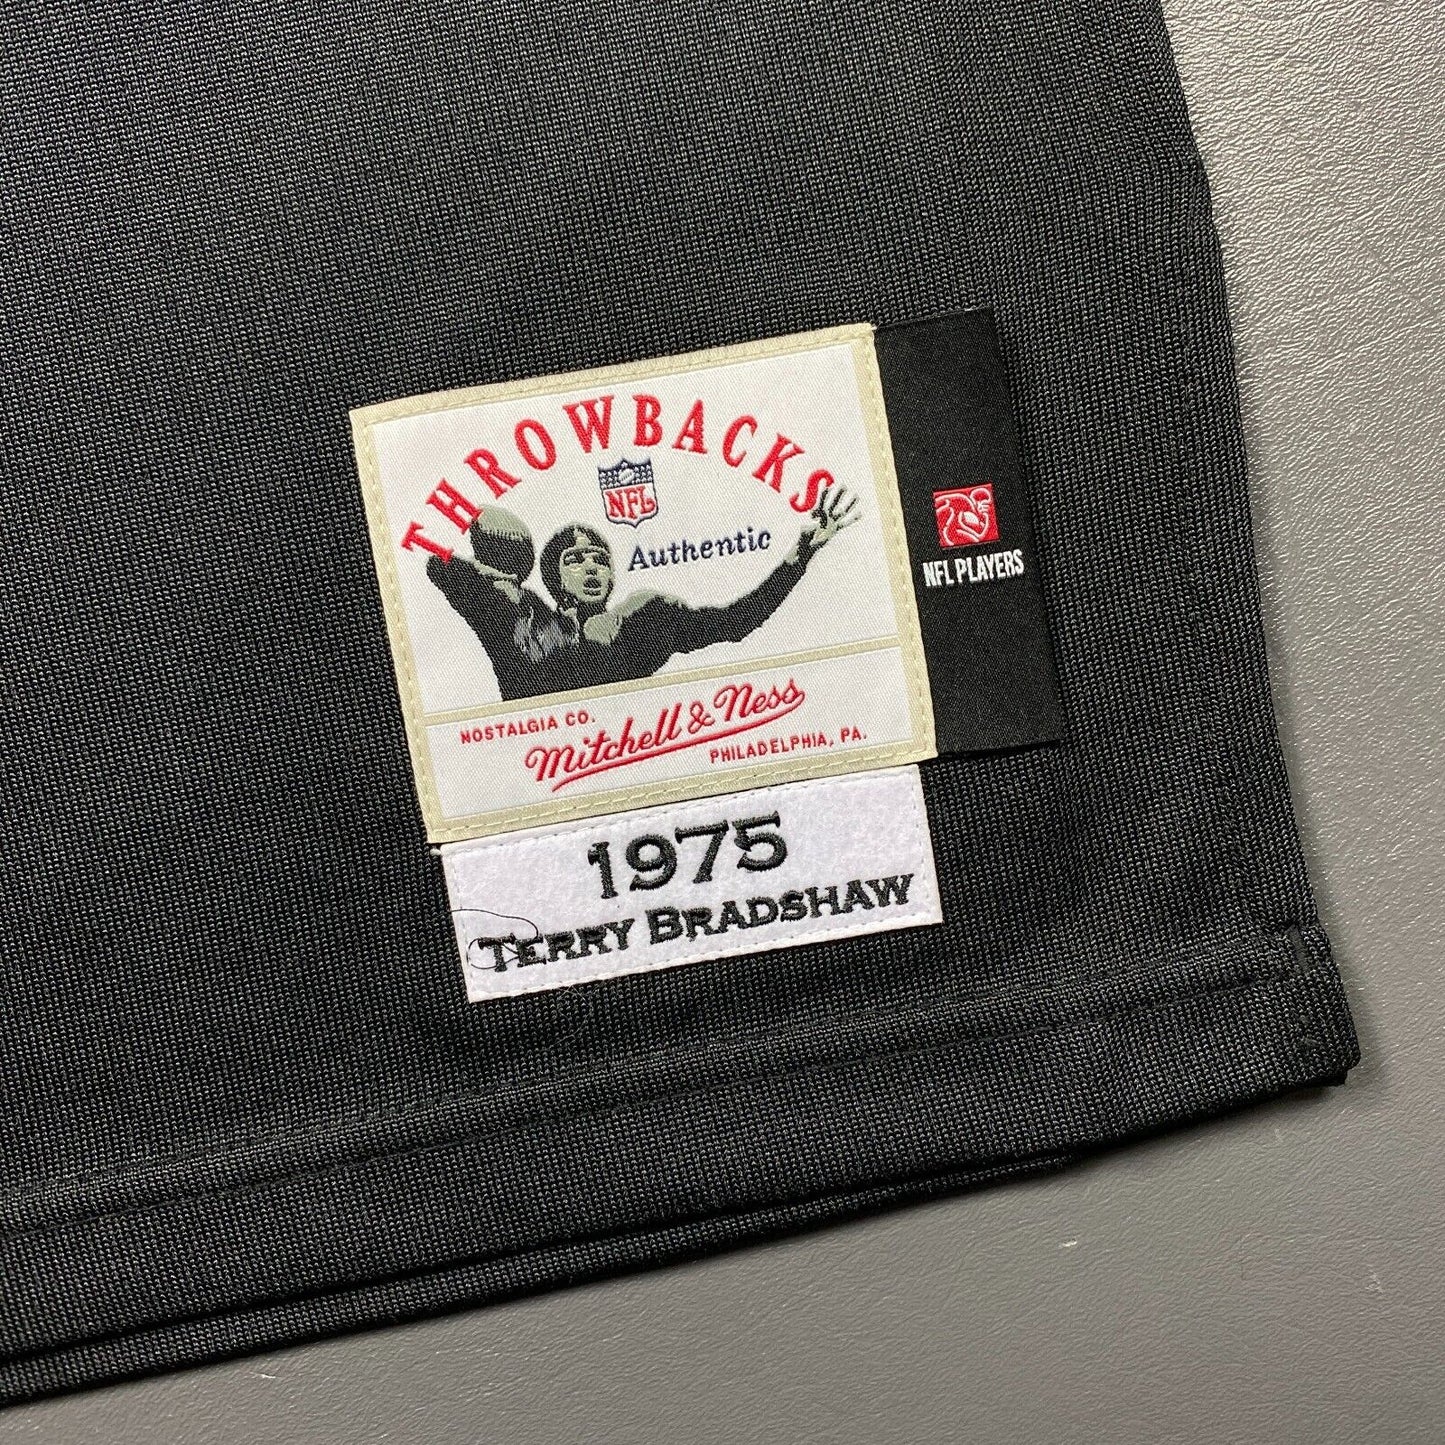 THROWBACKS
NFL
Authentic
NFL PLAYERS
NOSTALGIA CO.
Mitchell & Ness
PHILADELPHIA, PA.
1975
TERRY BRADSHAW